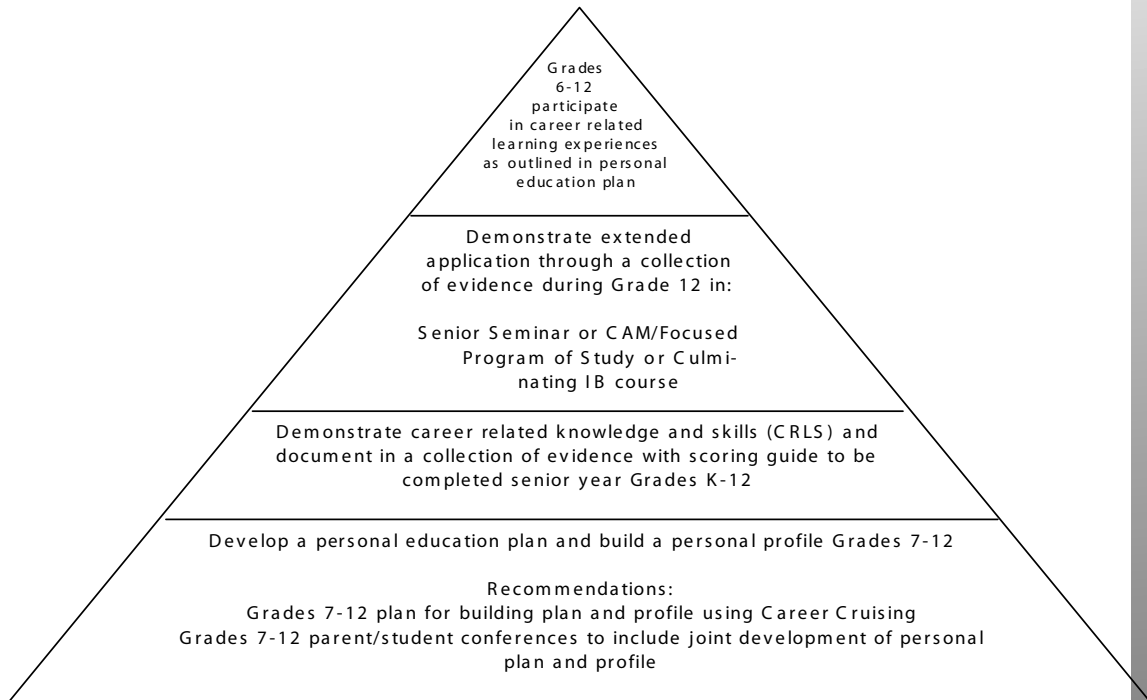 Grades
6-12
participate
in career related
learning experiences
as outlined in personal
education plan
Demonstrate extended
application through a collection
of evidence during Grade 12 in:
Senior Seminar or CAM/Focused
Program of Study or Culmi-
nating IB course
Demonstrate career related knowledge and skills (CRLS) and
document in a collection of evidence with scoring guide to be
completed senior year Grades K-12
Develop a personal education plan and build a personal profile Grades 7-12
Recommendations:
Grades 7-12 plan for building plan and profile using Career Cruising
Grades 7-12 parent/student conferences to include joint development of personal
plan and profile